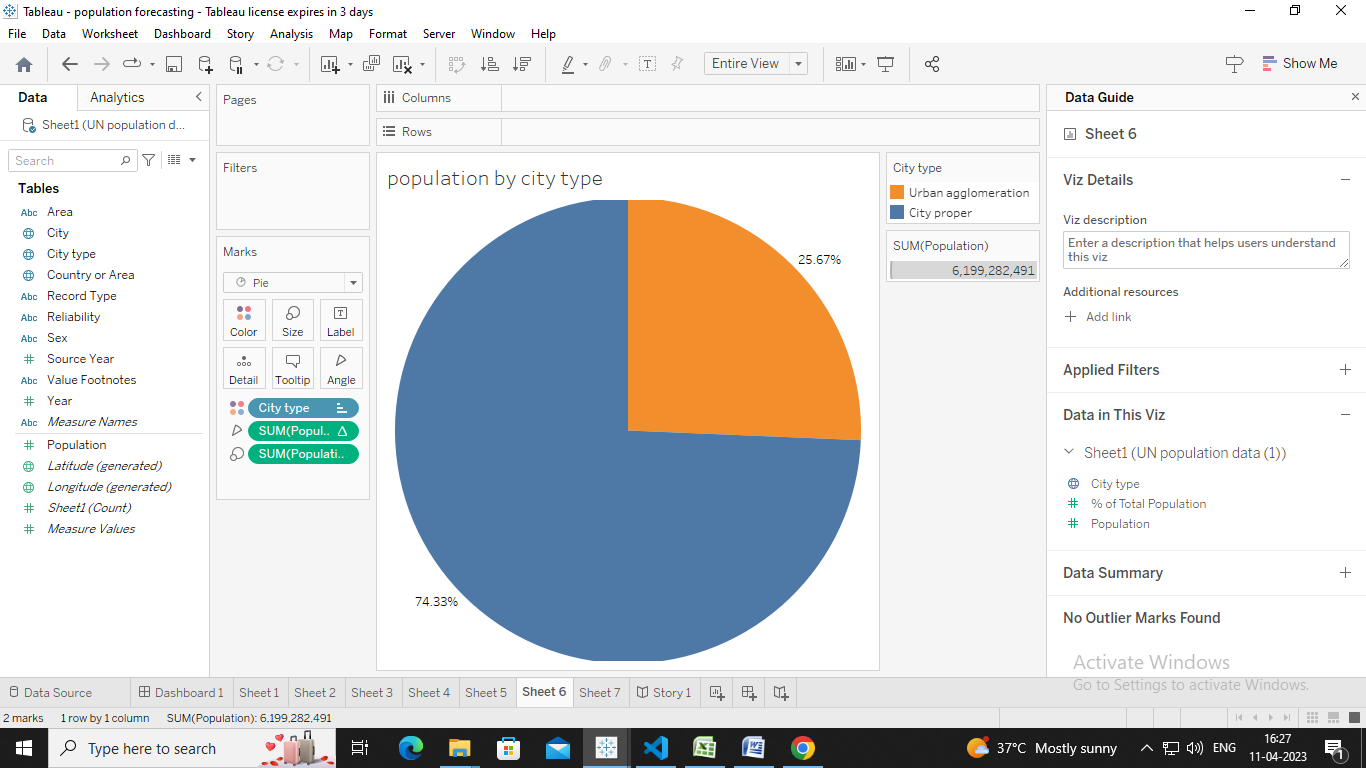 Tableau - population forecasting - Tableau license expires in 3 days
File Data Worksheet Dashboard Story Analysis Map Format Server Window Help
Entire View
Show Me
Data
Analytics
Sheet1 (UN population d...
Search
Tables
Abc Area
City
City type
Country or Area
Abc Record Type
Abc Reliability
Abc Sex
Source Year
Abc Value Footnotes
Year
Abc Measure Names
Population
Latitude (generated)
Longitude (generated)
Sheet1 (Count)
Measure Values
Pages
Filters
Marks
Pie
Color
Size
T
Label
Detail
Tooltip
Angle
City type
SUM(Popul..
SUM(Populati..
Columns
Rows
population by city type
25.67%
74.33%
City type
Urban agglomeration
City proper
SUM(Population)
6,199,282,491
Data Guide
Sheet 6
Viz Details
Viz description
Enter a description that helps users understand
this viz
Additional resources
Add link
Applied Filters
Data in This Viz
Sheet1 (UN population data (1))
City type
% of Total Population
Population
Data Summary
No Outlier Marks Found
Activate Windows
Go to Settings to activate Windows.
Data Source
Dashboard 1
Sheet 1
Sheet 2
Sheet 3
Sheet 4
Sheet 5
Sheet 6
Sheet 7
Story 1
2 marks 1 row by 1 column SUM(Population): 6,199,282,491
Type here to search
37°C Mostly sunny
ENG
16:27
11-04-2023
1